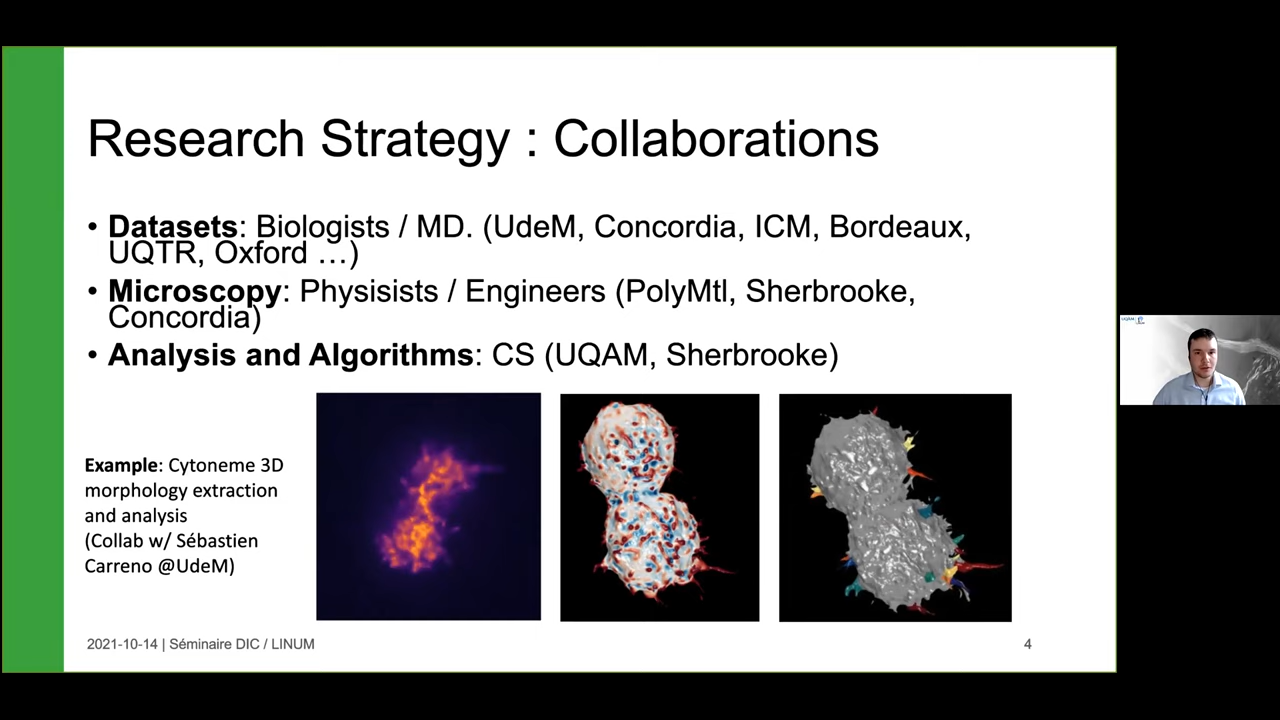 Research Strategy : Collaborations
• Datasets: Biologists / MD. (UdeM, Concordia, ICM, Bordeaux,
UQTR, Oxford …)
• Microscopy: Physisists / Engineers (PolyMtl, Sherbrooke,
Concordia)
• Analysis and Algorithms: CS (UQAM, Sherbrooke)
Example: Cytoneme 3D
morphology extraction
and analysis
(Collab w/ Sébastien
Carreno @UdeM)
2021-10-14 | Séminaire DIC / LINUM
4